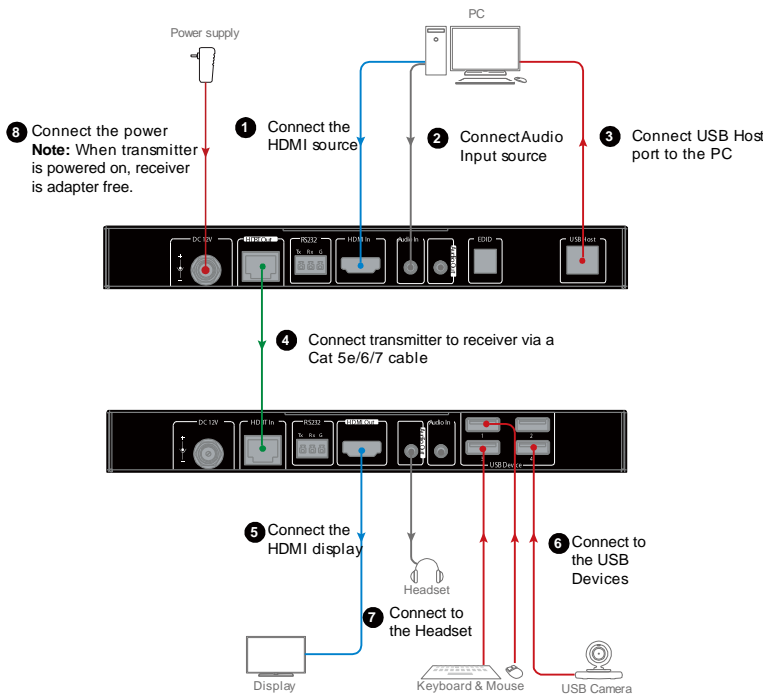 PC
Power supply
1 Connect the
HDMI source
2 ConnectAudio
Input source
3 Connect USB Host
port to the PC
8 Connect the power
Note: When transmitter
is powered on, receiver
is adapter free.
DC 12V
HDBT Out
RS232
Tx Rx G
HDMI In
Audio In
Audio Out
EDID
USB Host
+
-
4 Connect transmitter to receiver via a
Cat 5e/6/7 cable
DC 12V
HDBT In
RS232
Tx Rx G
HDMI Out
Audio Out
Audio In
1
2
3
4
USB Device
+
-
5 Connect the
HDMI display
6 Connect to
the USB
Devices
Headset
7 Connect to
the Headset
Display
Keyboard & Mouse
USB Camera